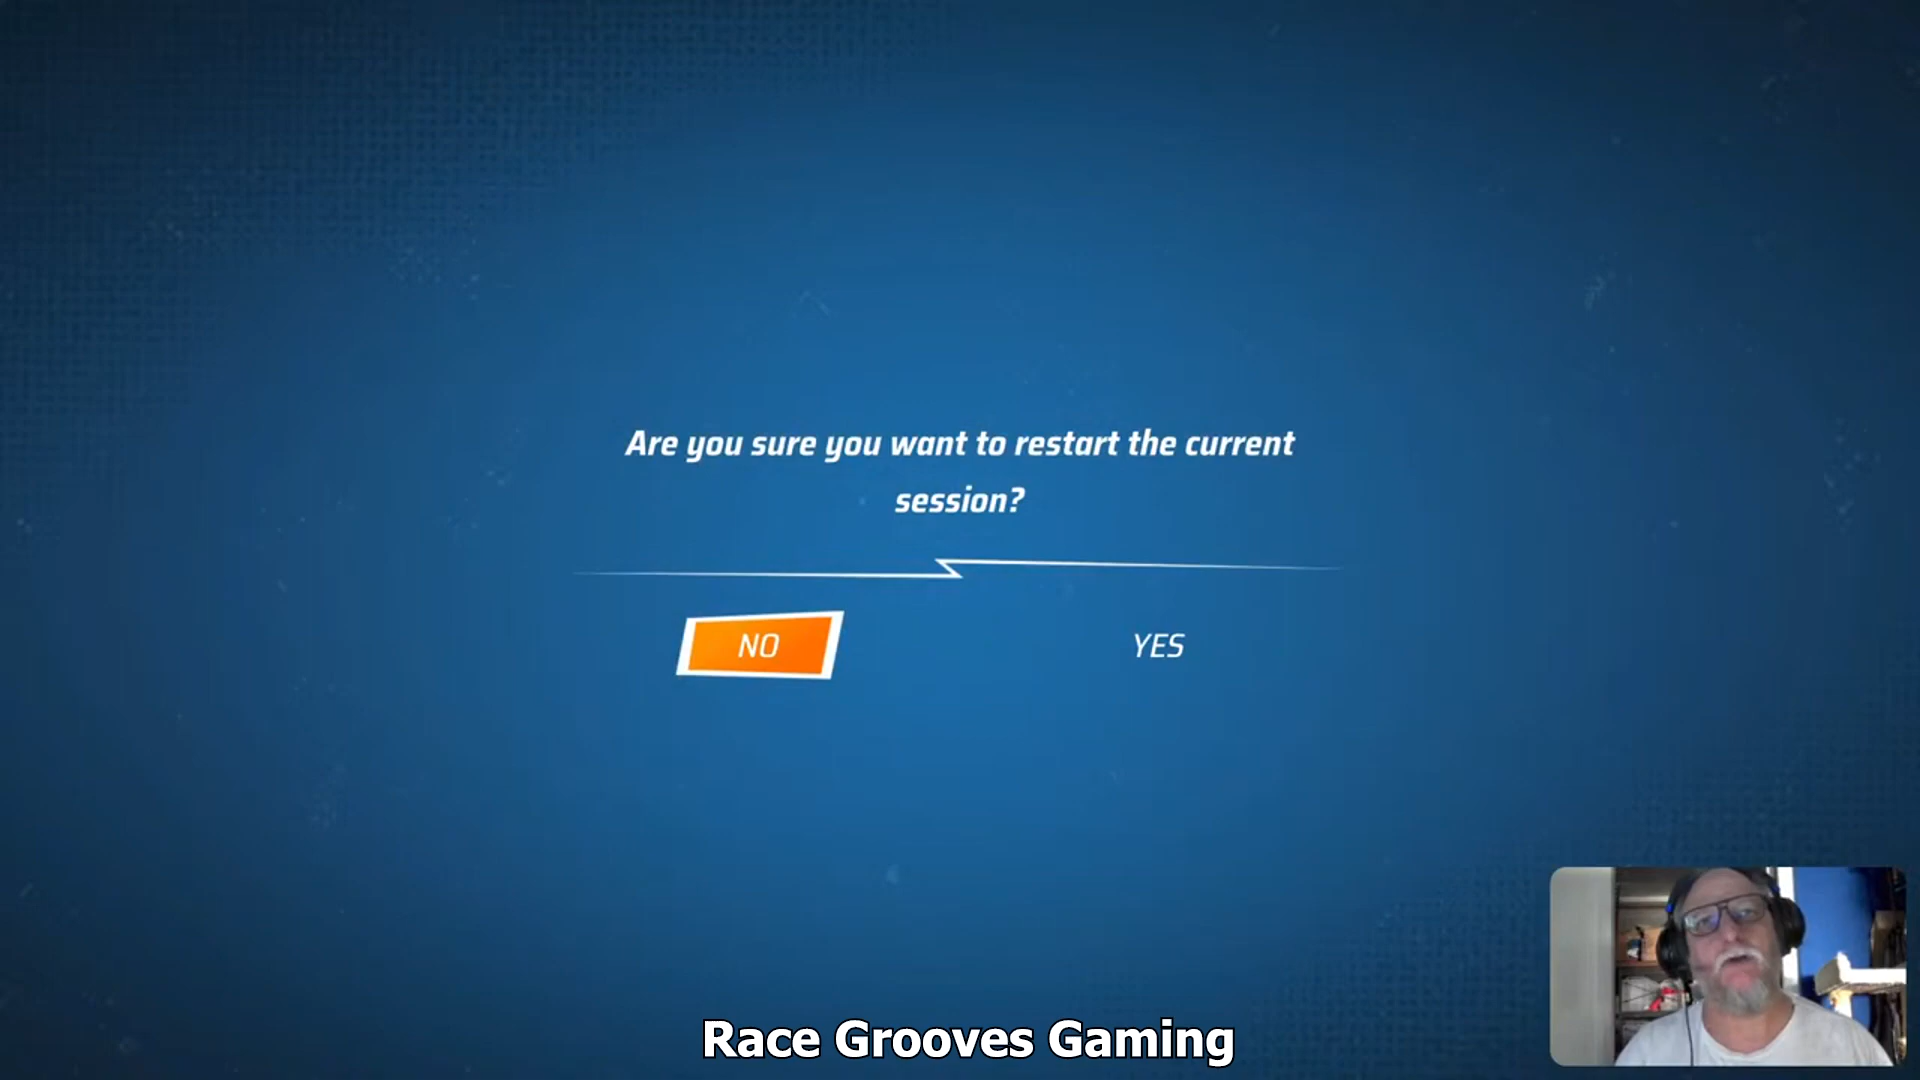 Are you sure you want to restart the current
session?
NO
YES
Race Grooves Gaming